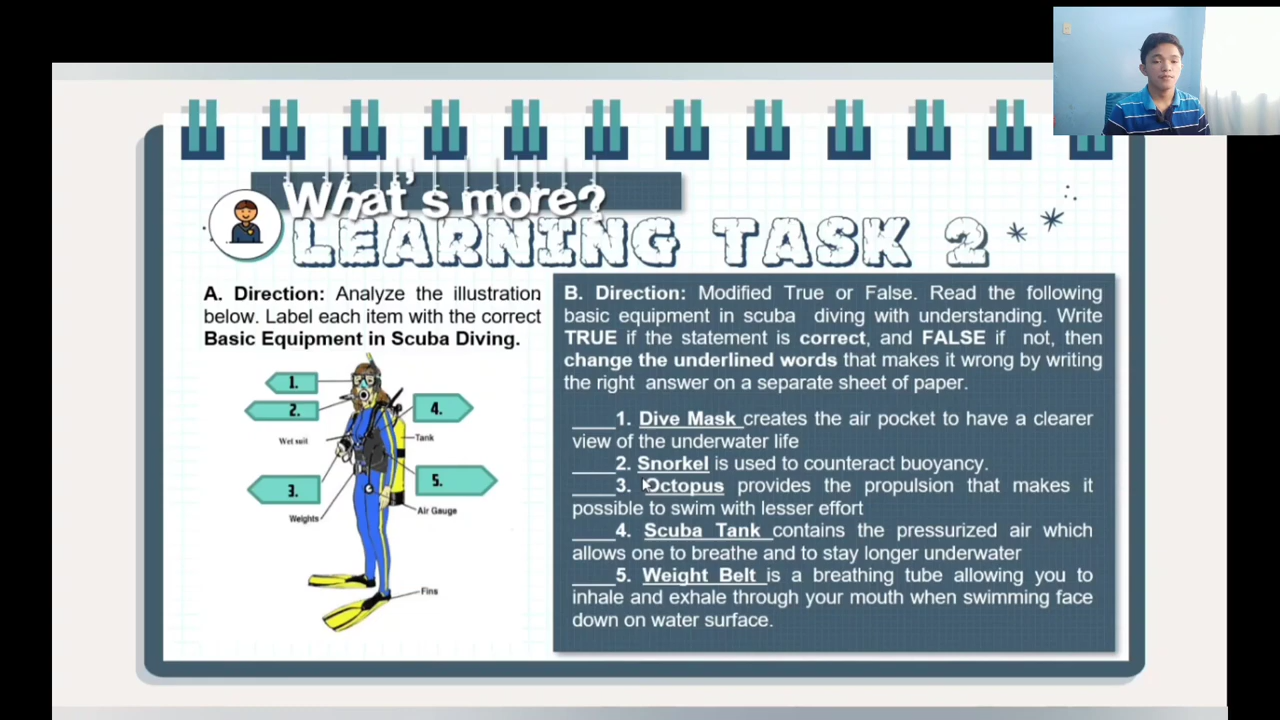 What's more?
LEARNING TASK 2
A. Direction: Analyze the illustration
below. Label each item with the correct
Basic Equipment in Scuba Diving.
1.
2.
4.
Wet suit
Tank
3.
5.
Weights
Air Gauge
Fins
B. Direction: Modified True or False. Read the following
basic equipment in scuba diving with understanding. Write
TRUE if the statement is correct, and FALSE if not, then
change the underlined words that makes it wrong by writing
the right answer on a separate sheet of paper.
____1. Dive Mask creates the air pocket to have a clearer
view of the underwater life
____2. Snorkel is used to counteract buoyancy.
____3. Octopus provides the propulsion that makes it
possible to swim with lesser effort
____4. Scuba Tank contains the pressurized air which
allows one to breathe and to stay longer underwater
____5. Weight Belt is a breathing tube allowing you to
inhale and exhale through your mouth when swimming face
down on water surface.